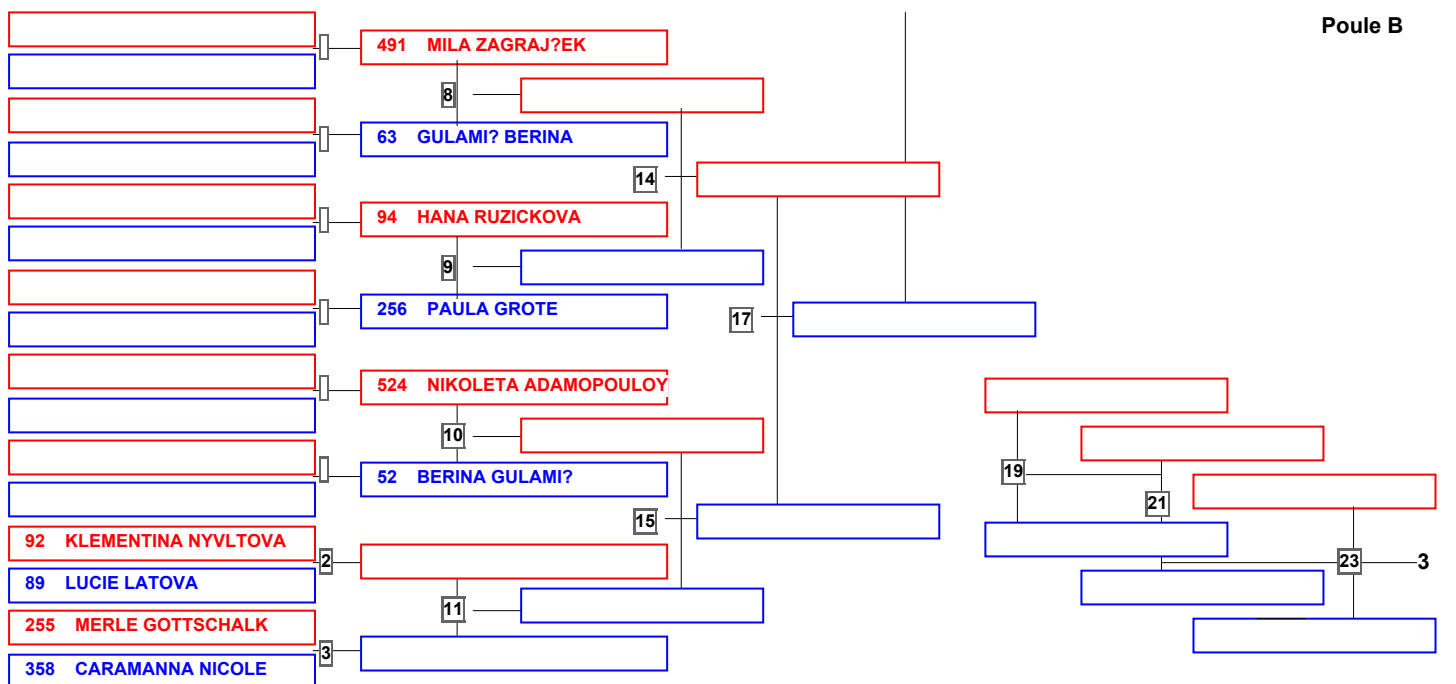 Poule B
491 MILA ZAGRAJ?EK
8
63 GULAMI? BERINA
14
94 HANA RUZICKOVA
9
256 PAULA GROTE
17
524 NIKOLETA ADAMOPOULOY
10
52 BERINA GULAMI?
19
21
15
92 KLEMENTINA NYVLTOVA
2
23
3
89 LUCIE LATOVA
11
255 MERLE GOTTSCHALK
3
358 CARAMANNA NICOLE